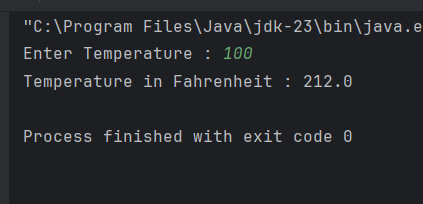 "C:\Program Files\Java\jdk-23\bin\java.e
Enter Temperature : 100
Temperature in Fahrenheit : 212.0
Process finished with exit code 0